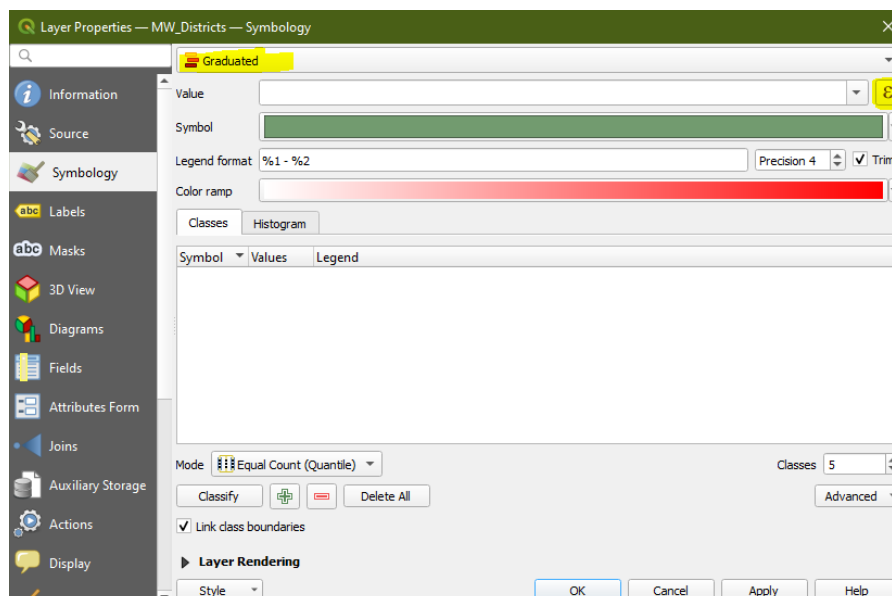 Layer Properties — MW_Districts — Symbology
Graduated
Information
Value
ε
Source
Symbol
Symbology
Legend format %1 - %2 Precision 4 Trim
Color ramp
abc Labels
Classes Histogram
abc Masks
Symbol Values Legend
3D View
Diagrams
Fields
Attributes Form
Joins
Mode Equal Count (Quantile) Classes 5
Auxiliary Storage
Classify Delete All Advanced
Actions
Link class boundaries
Display
Layer Rendering
Style OK Cancel Apply Help